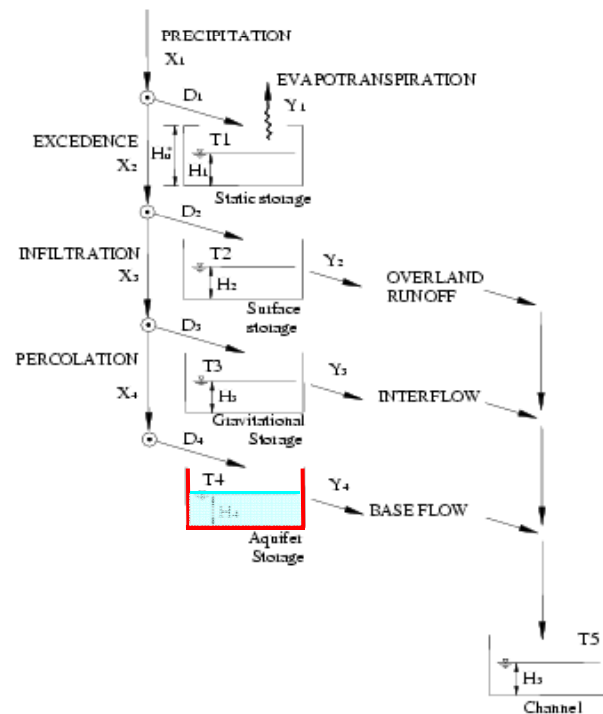 PRECIPITATION
X1
EVAPOTRANSPIRATION
D1
Y1
EXCEDENCE
X2
T1
H1
Static storage
D2
INFILTRATION
X3
T2
H2
Y2
OVERLAND
RUNOFF
Surface
storage
D3
PERCOLATION
X4
T3
H3
Y3
INTERFLOW
Gravitational
Storage
D4
T4
H4
Y4
BASE FLOW
Aquifer
Storage
T5
Channel